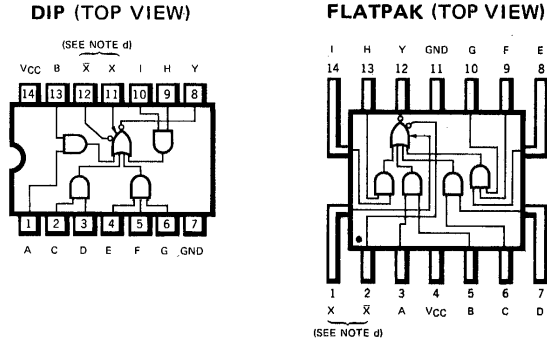 DIP (TOP VIEW)
(SEE NOTE d)
VCC B X̅ X I H Y
14 13 12 11 10 9 8
1 2 3 4 5 6 7
A C D E F G GND
FLATPAK (TOP VIEW)
I H Y GND G F E
14 13 12 11 10 9 8
1 2 3 4 5 6 7
X X̅ A VCC B C D
(SEE NOTE d)